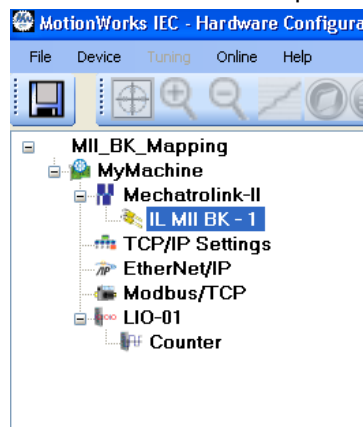 MotionWorks IEC - Hardware Configura
File Device Tuning Online Help
MII_BK_Mapping
MyMachine
Mechatrolink-II
IL MII BK - 1
TCP/IP Settings
EtherNet/IP
Modbus/TCP
LIO-01
Counter